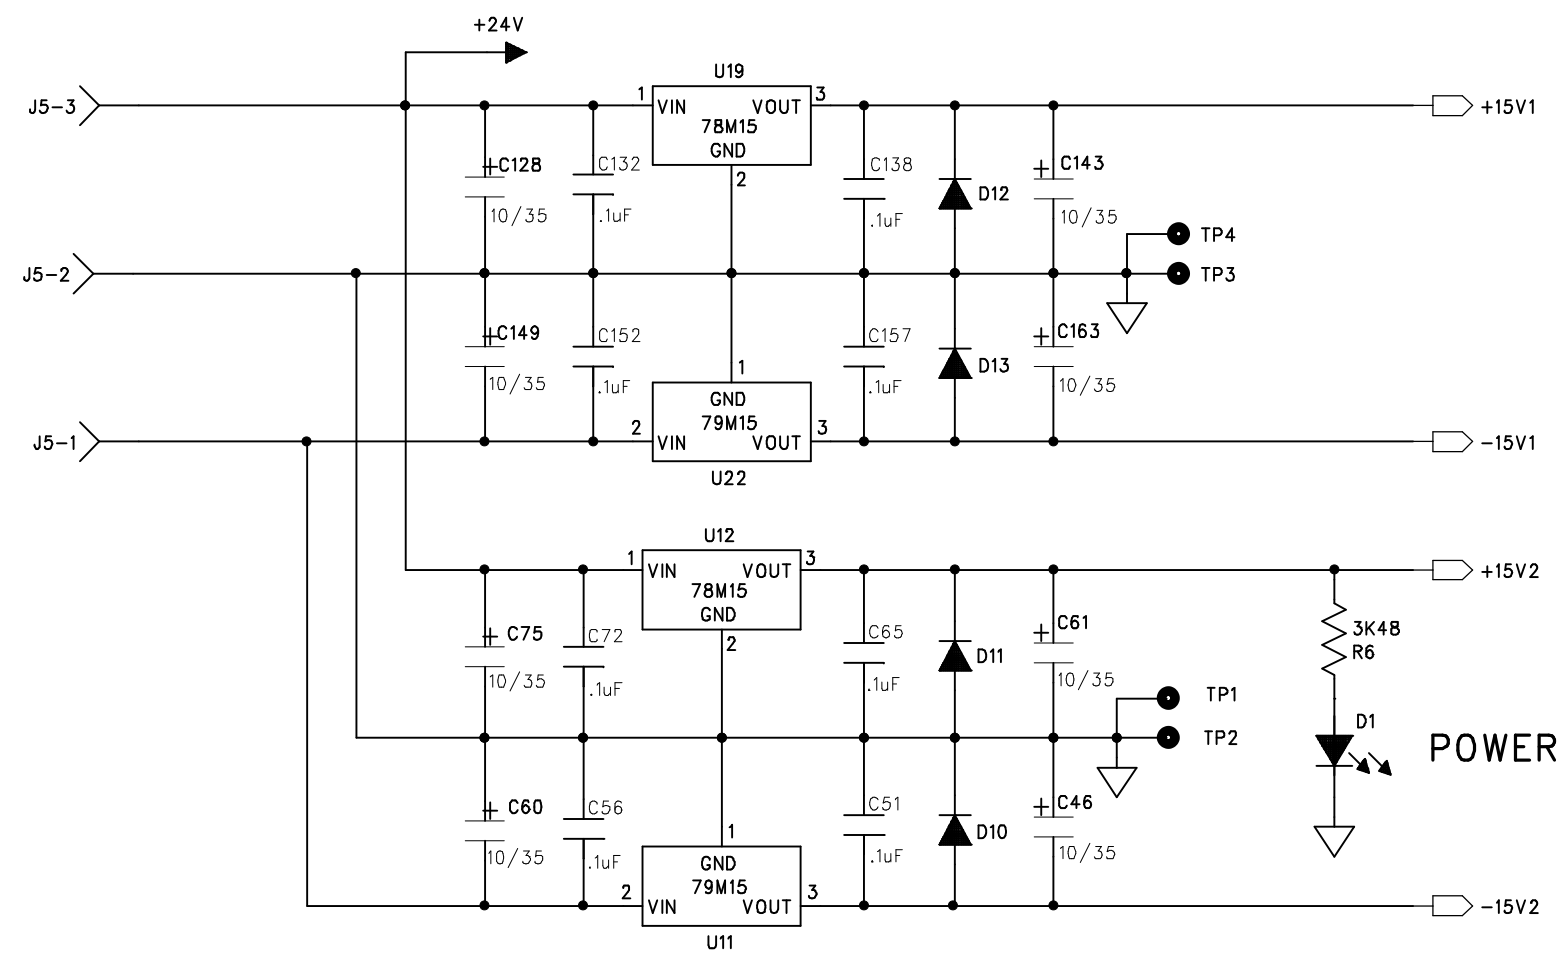 +24V
U19
J5-3
1
VIN
VOUT
3
+15V1
78M15
GND
2
+C128
10/35
C132
.1uF
C138
.1uF
D12
+
C143
10/35
TP4
J5-2
TP3
+C149
10/35
C152
.1uF
1
GND
79M15
C157
.1uF
D13
+
C163
10/35
J5-1
2
VIN
VOUT
3
-15V1
U22
U12
1
VIN
VOUT
3
+15V2
78M15
GND
2
+ C75
10/35
C72
.1uF
C65
.1uF
D11
+
C61
10/35
3K48
R6
TP1
TP2
D1
POWER
+ C60
10/35
C56
.1uF
1
GND
79M15
C51
.1uF
D10
+
C46
10/35
2
VIN
VOUT
3
-15V2
U11